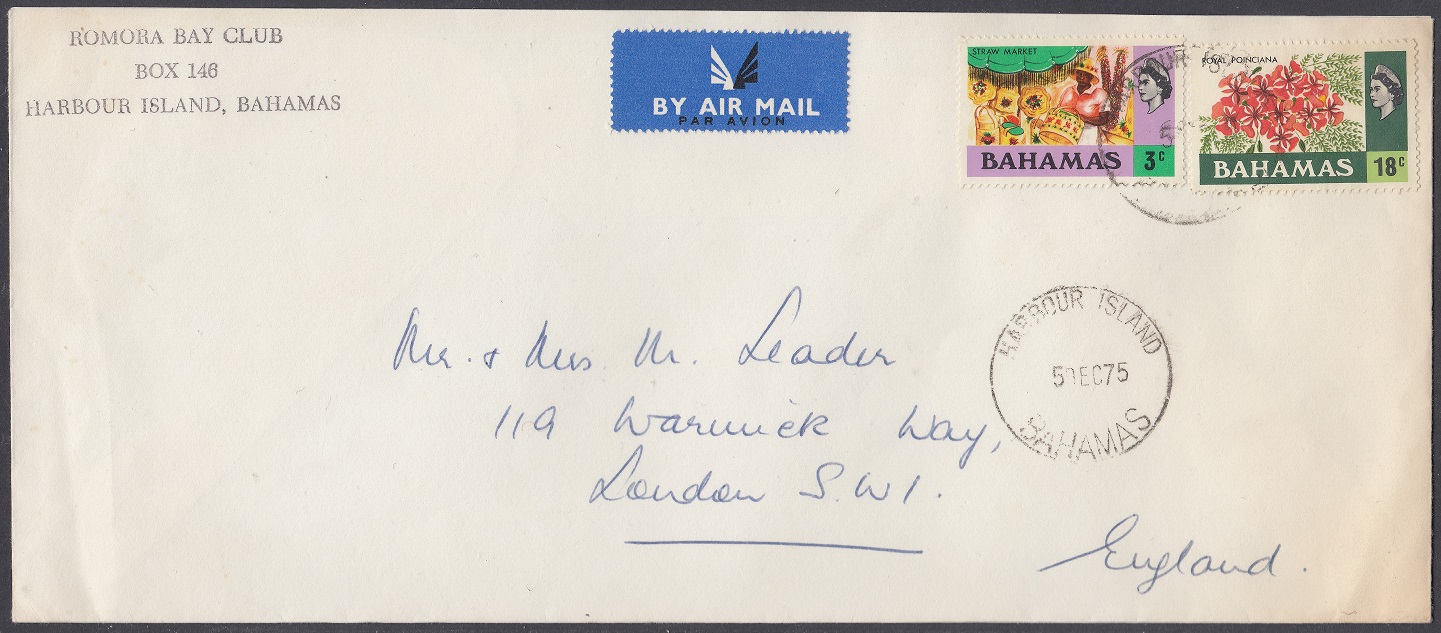 ROMORA BAY CLUB
BOX 146
HARBOUR ISLAND, BAHAMAS
BY AIR MAIL
PAR AVION
STRAW MARKET
BAHAMAS 3c
ROYAL POINCIANA
BAHAMAS 18c
HARBOUR ISLAND
5 DEC 75
BAHAMAS
Mr. & Mrs. M. Leader
119 Warwick Way,
London S.W1.
England.